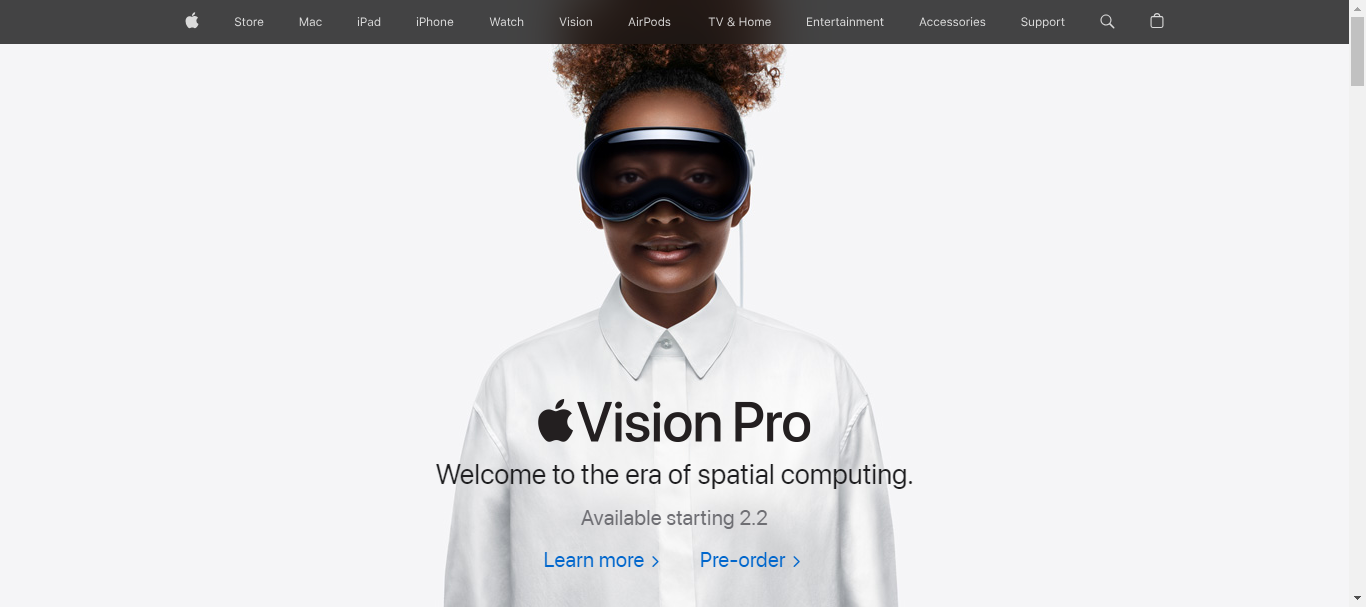 Store Mac iPad iPhone Watch Vision AirPods TV & Home Entertainment Accessories Support
Vision Pro
Welcome to the era of spatial computing.
Available starting 2.2
Learn more > Pre-order >